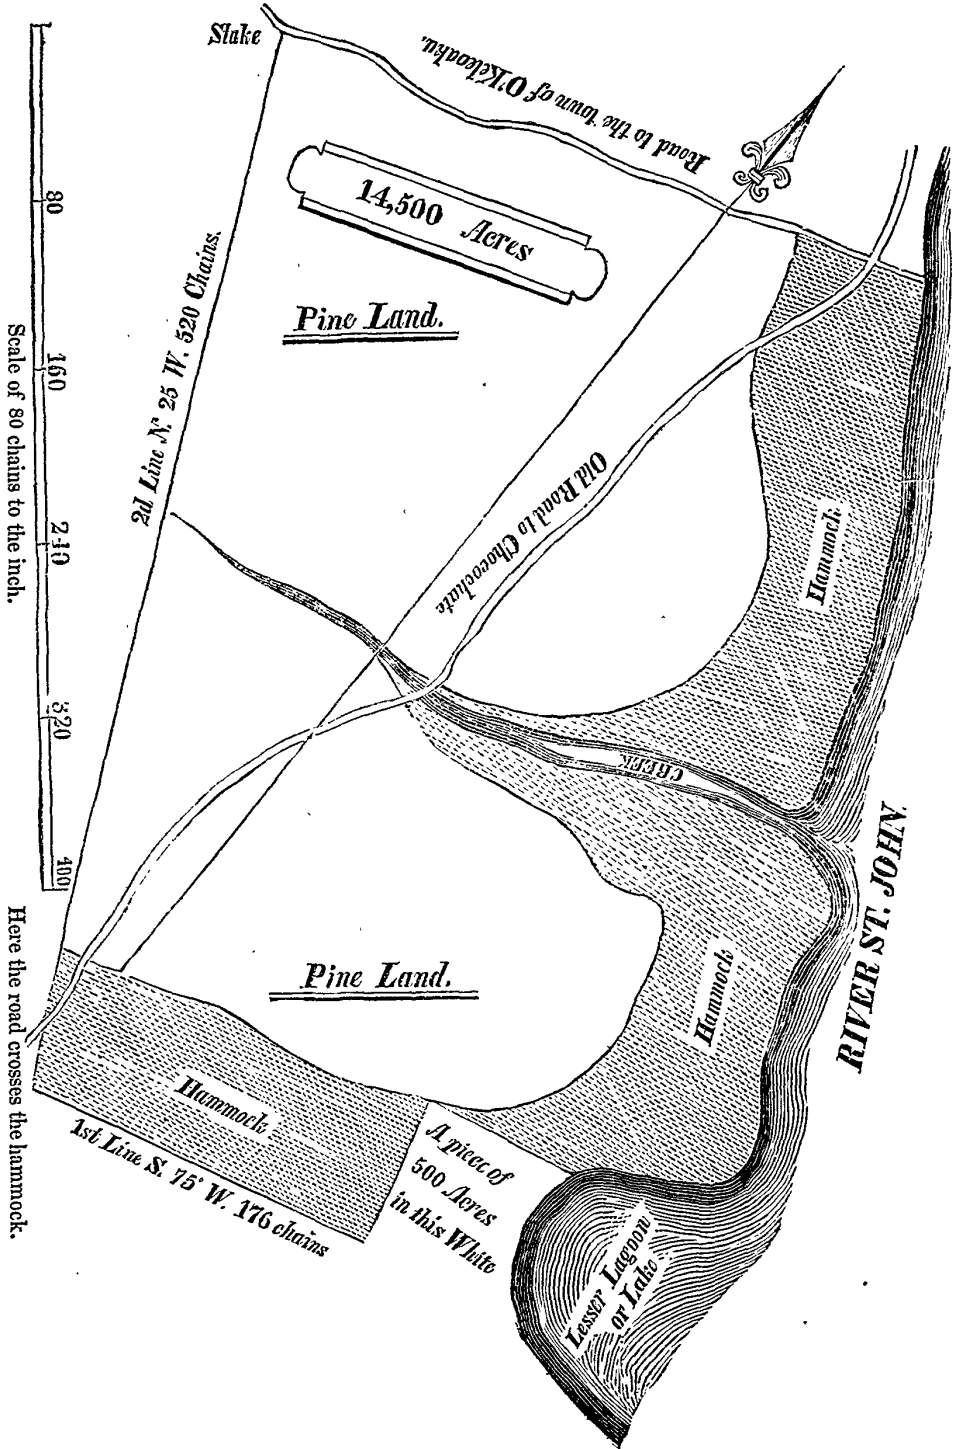 Stake
Road to the town of O'Keleoaku.
14,500 Acres
Pine Land.
2d Line N. 25 W. 520 Chains.
Old Road to Chocochate
Hammock
CREEK
RIVER ST. JOHN.
Hammock
Pine Land.
Hammock
1st Line S. 75° W. 176 chains
A piece of
500 Acres
in this White
Lesser Lagoon
or Lake
80
160
240
320
400
Scale of 80 chains to the inch.
Here the road crosses the hammock.